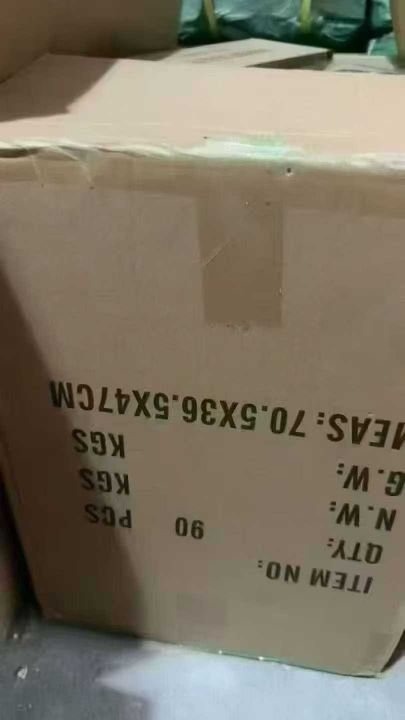 ITEM NO:
QTY: 90 PCS
N.W: KGS
G.W: KGS
MEAS: 70.5X36.5X47CM